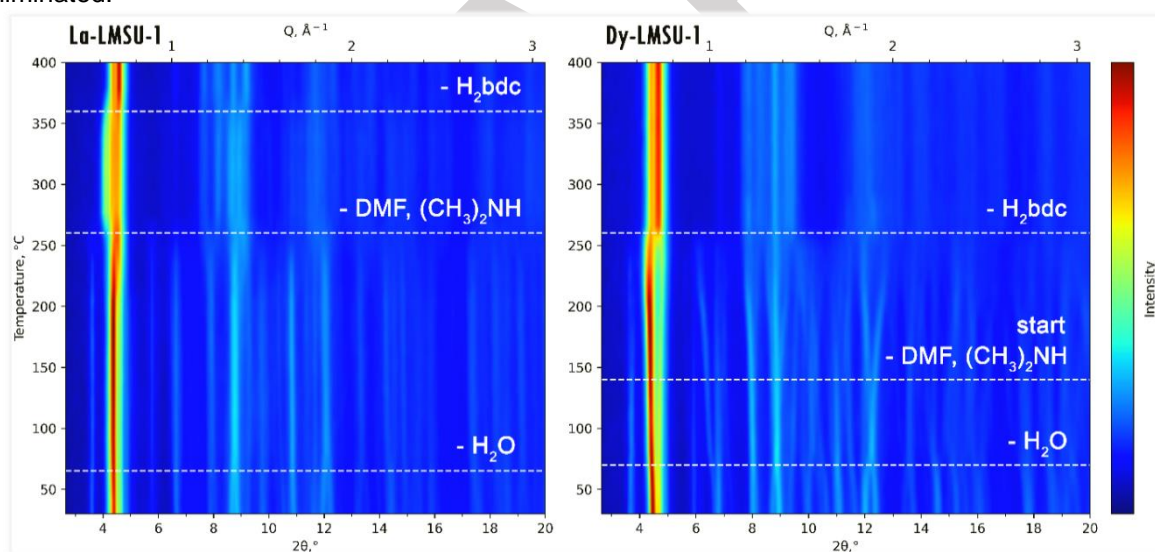 La-LMSU-1
Q, Å⁻¹
1
2
3
400
350
300
250
200
150
100
50
Temperature, °C
- H₂bdc
- DMF, (CH₃)₂NH
- H₂O
4
6
8
10
12
14
16
18
20
2θ,°
Dy-LMSU-1
Q, Å⁻¹
1
2
3
400
350
300
250
200
150
100
50
- H₂bdc
start
- DMF, (CH₃)₂NH
- H₂O
4
6
8
10
12
14
16
18
20
2θ,°
Intensity